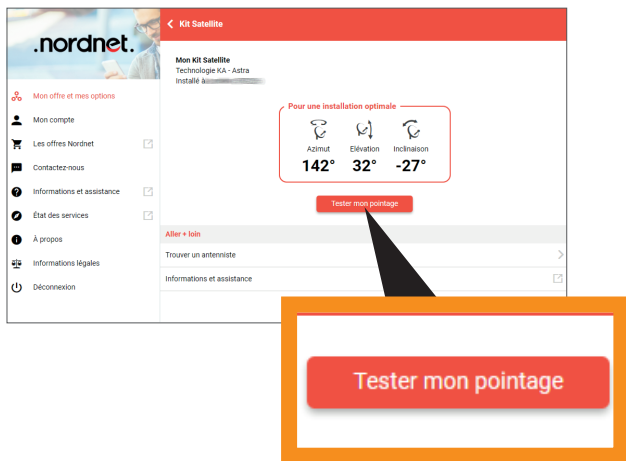 .nordnet.
Mon offre et mes options
Mon compte
Les offres Nordnet
Contactez-nous
Informations et assistance
État des services
À propos
Informations légales
Déconnexion
Kit Satellite
Mon Kit Satellite
Technologie KA - Astra
Installé à
Pour une installation optimale
Azimut Elévation Inclinaison
142° 32° -27°
Tester mon pointage
Aller + loin
Trouver un antenniste
Informations et assistance
Tester mon pointage